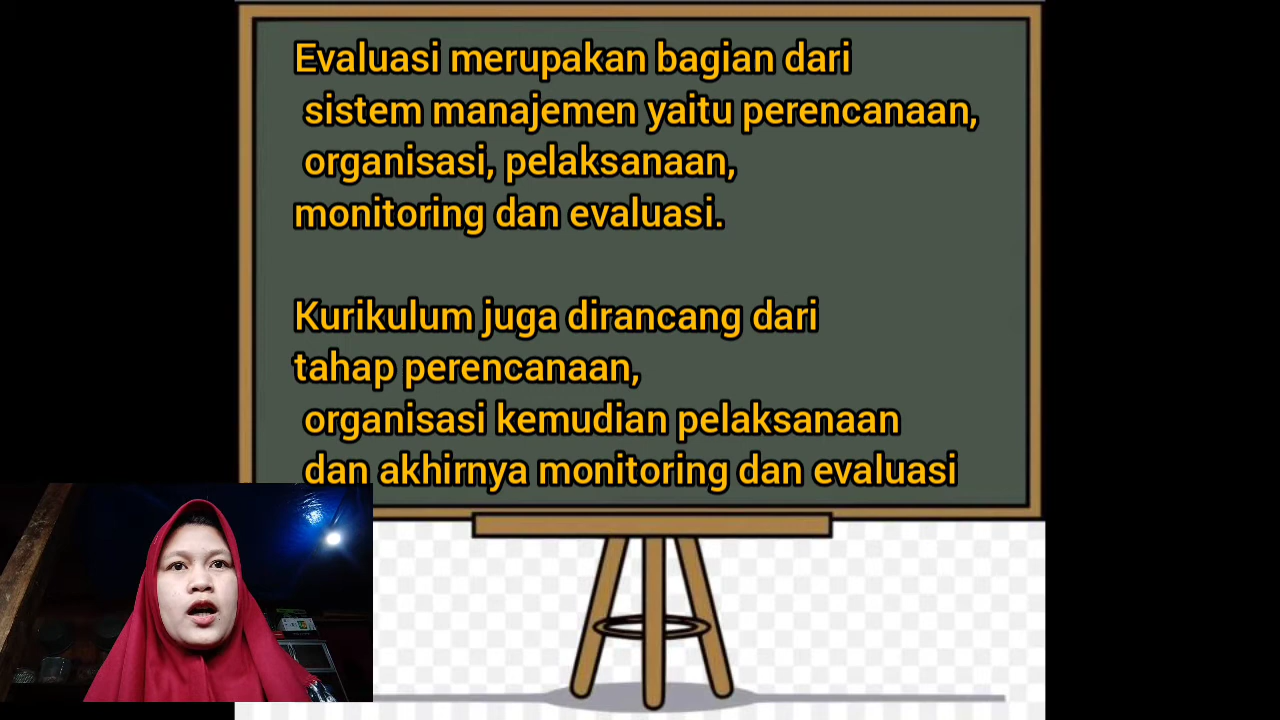 Evaluasi merupakan bagian dari
sistem manajemen yaitu perencanaan,
organisasi, pelaksanaan,
monitoring dan evaluasi.
Kurikulum juga dirancang dari
tahap perencanaan,
organisasi kemudian pelaksanaan
dan akhirnya monitoring dan evaluasi